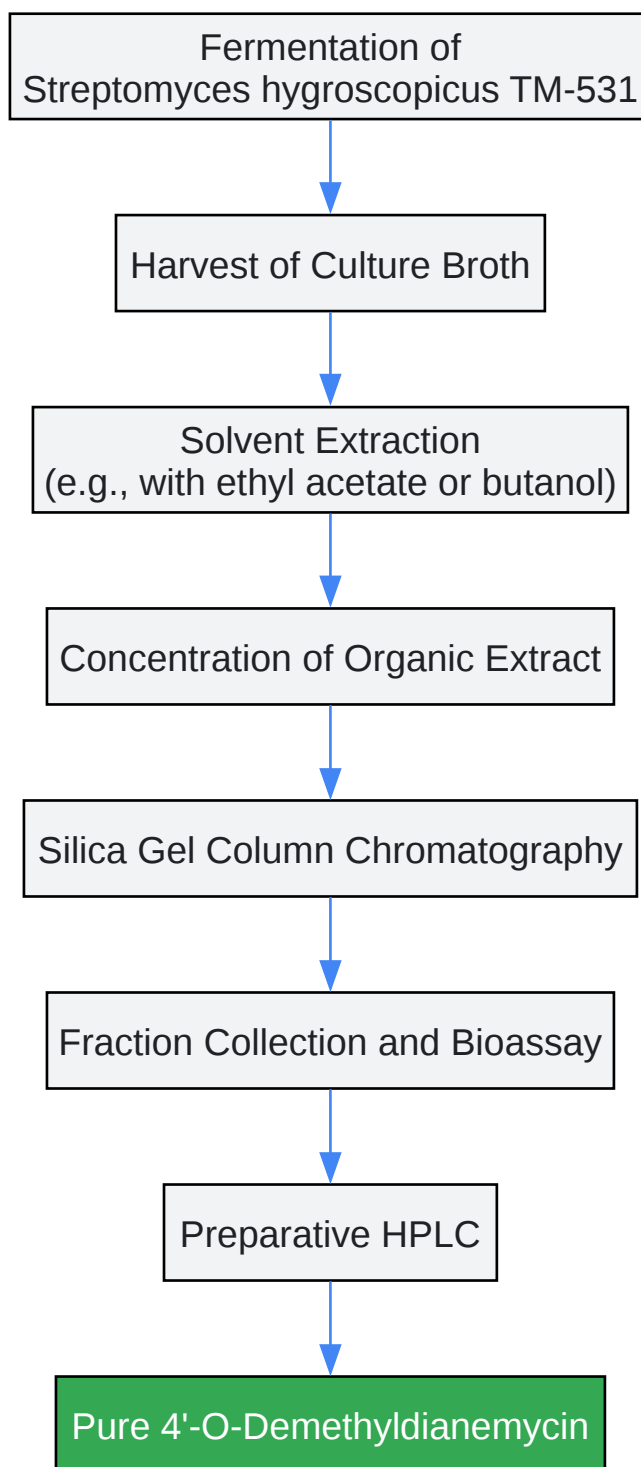 Fermentation of
Streptomyces hygroscopicus TM-531
Harvest of Culture Broth
Solvent Extraction
(e.g., with ethyl acetate or butanol)
Concentration of Organic Extract
Silica Gel Column Chromatography
Fraction Collection and Bioassay
Preparative HPLC
Pure 4'-O-Demethyldianemycin